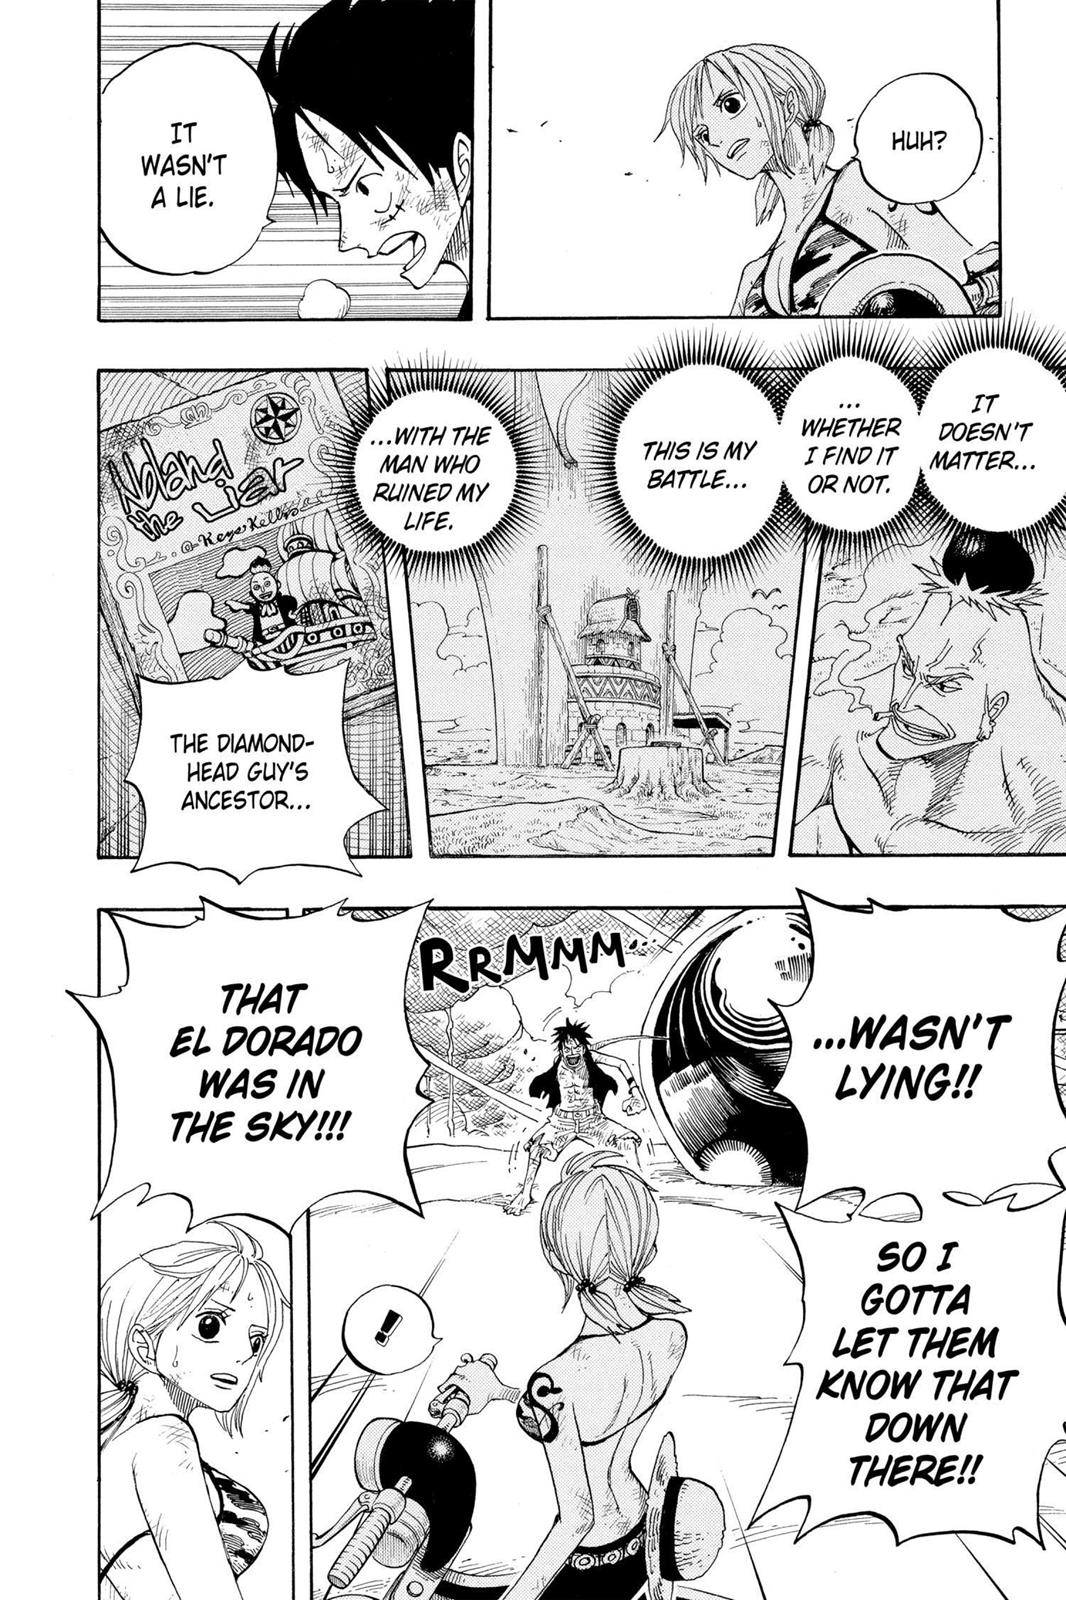 HUH?
IT
WASN'T
A LIE.
IT
DOESN'T
MATTER...
...
WHETHER
I FIND IT
OR NOT.
THIS IS MY
BATTLE...
...WITH THE
MAN WHO
RUINED MY
LIFE.
Noland
the Liar
THE DIAMOND-
HEAD GUY'S
ANCESTOR...
...WASN'T
LYING!!
RRMMM...
THAT
EL DORADO
WAS IN
THE SKY!!!
SO I
GOTTA
LET THEM
KNOW THAT
DOWN
THERE!!
!